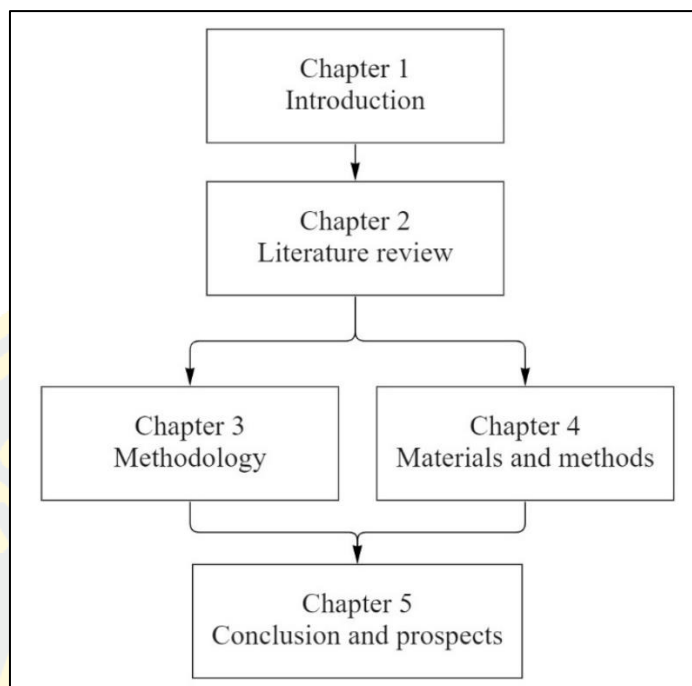 Chapter 1
Introduction
Chapter 2
Literature review
Chapter 3
Methodology
Chapter 4
Materials and methods
Chapter 5
Conclusion and prospects